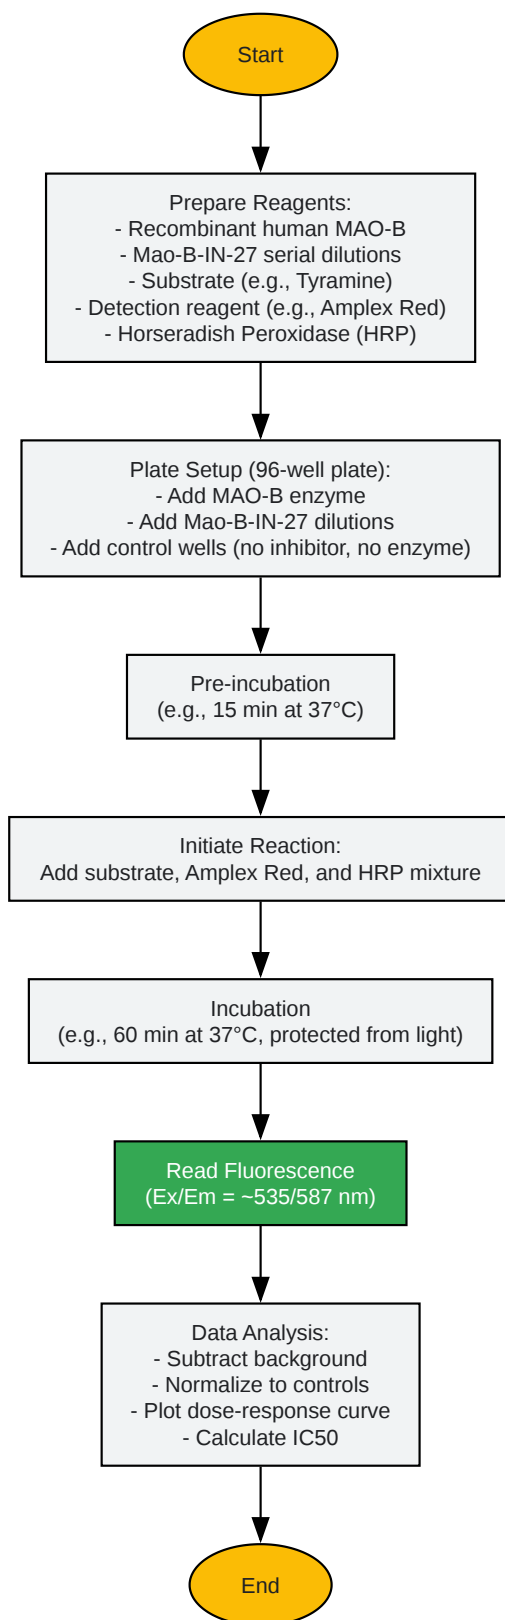 Start
Prepare Reagents:
- Recombinant human MAO-B
- Mao-B-IN-27 serial dilutions
- Substrate (e.g., Tyramine)
- Detection reagent (e.g., Amplex Red)
- Horseradish Peroxidase (HRP)
Plate Setup (96-well plate):
- Add MAO-B enzyme
- Add Mao-B-IN-27 dilutions
- Add control wells (no inhibitor, no enzyme)
Pre-incubation
(e.g., 15 min at 37°C)
Initiate Reaction:
Add substrate, Amplex Red, and HRP mixture
Incubation
(e.g., 60 min at 37°C, protected from light)
Read Fluorescence
(Ex/Em = ~535/587 nm)
Data Analysis:
- Subtract background
- Normalize to controls
- Plot dose-response curve
- Calculate IC50
End